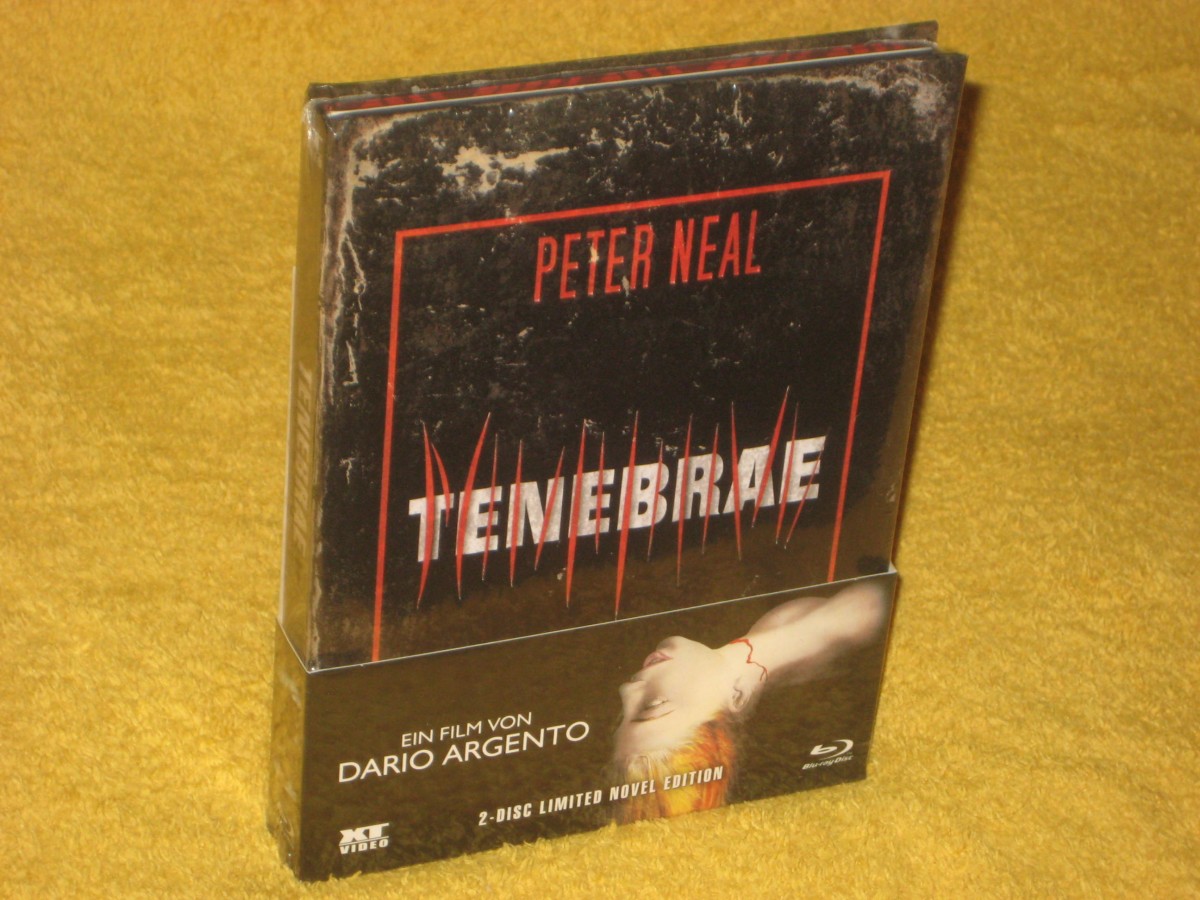 PETER NEAL
TENEBRAE
EIN FILM VON
DARIO ARGENTO
2-DISC LIMITED NOVEL EDITION
Blu-ray Disc
XT
VIDEO